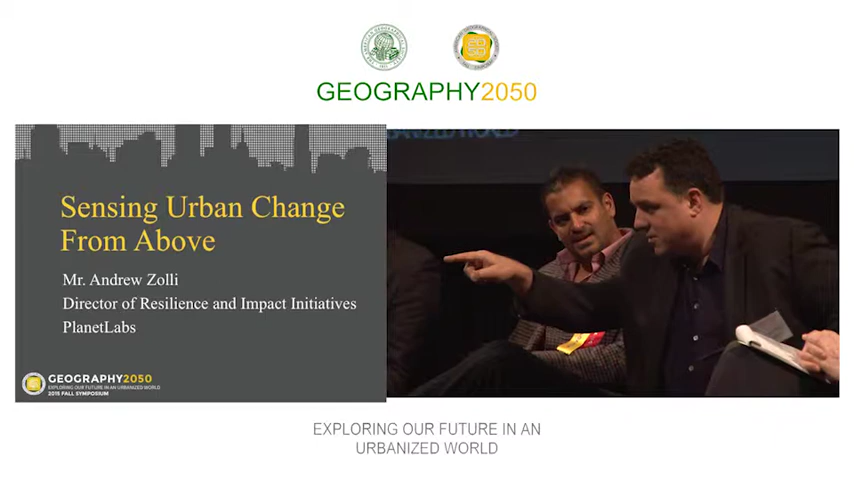 GEOGRAPHY2050
Sensing Urban Change
From Above
Mr. Andrew Zolli
Director of Resilience and Impact Initiatives
PlanetLabs
GEOGRAPHY2050
EXPLORING OUR FUTURE IN AN URBANIZED WORLD
2015 FALL SYMPOSIUM
EXPLORING OUR FUTURE IN AN
URBANIZED WORLD